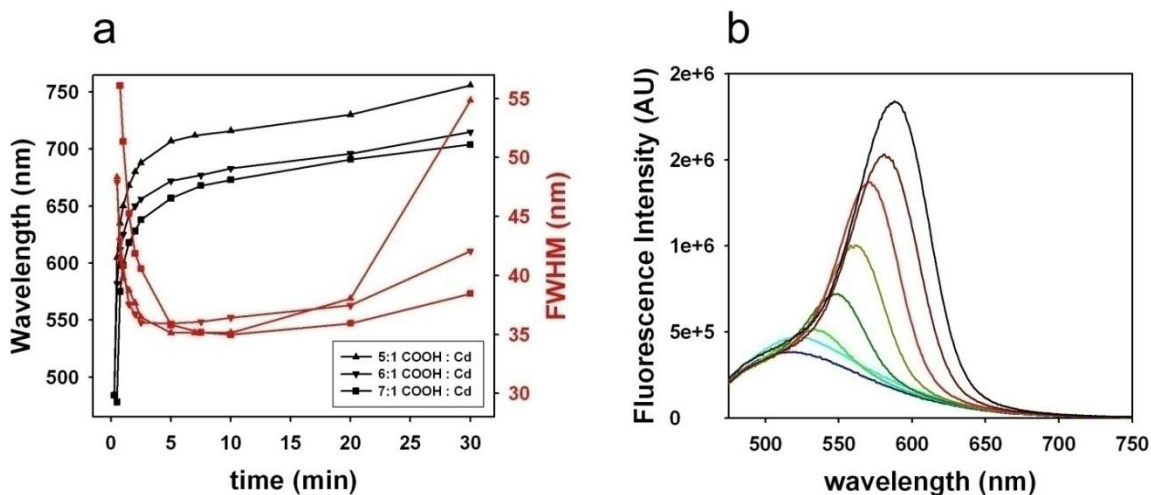 a
Wavelength (nm)
750
700
650
600
550
500
0
5
10
15
20
25
30
time (min)
55
50
45
40
35
30
FWHM (nm)
5:1 COOH : Cd
6:1 COOH : Cd
7:1 COOH : Cd
b
Fluorescence Intensity (AU)
2e+6
2e+6
1e+6
5e+5
0
500
550
600
650
700
750
wavelength (nm)